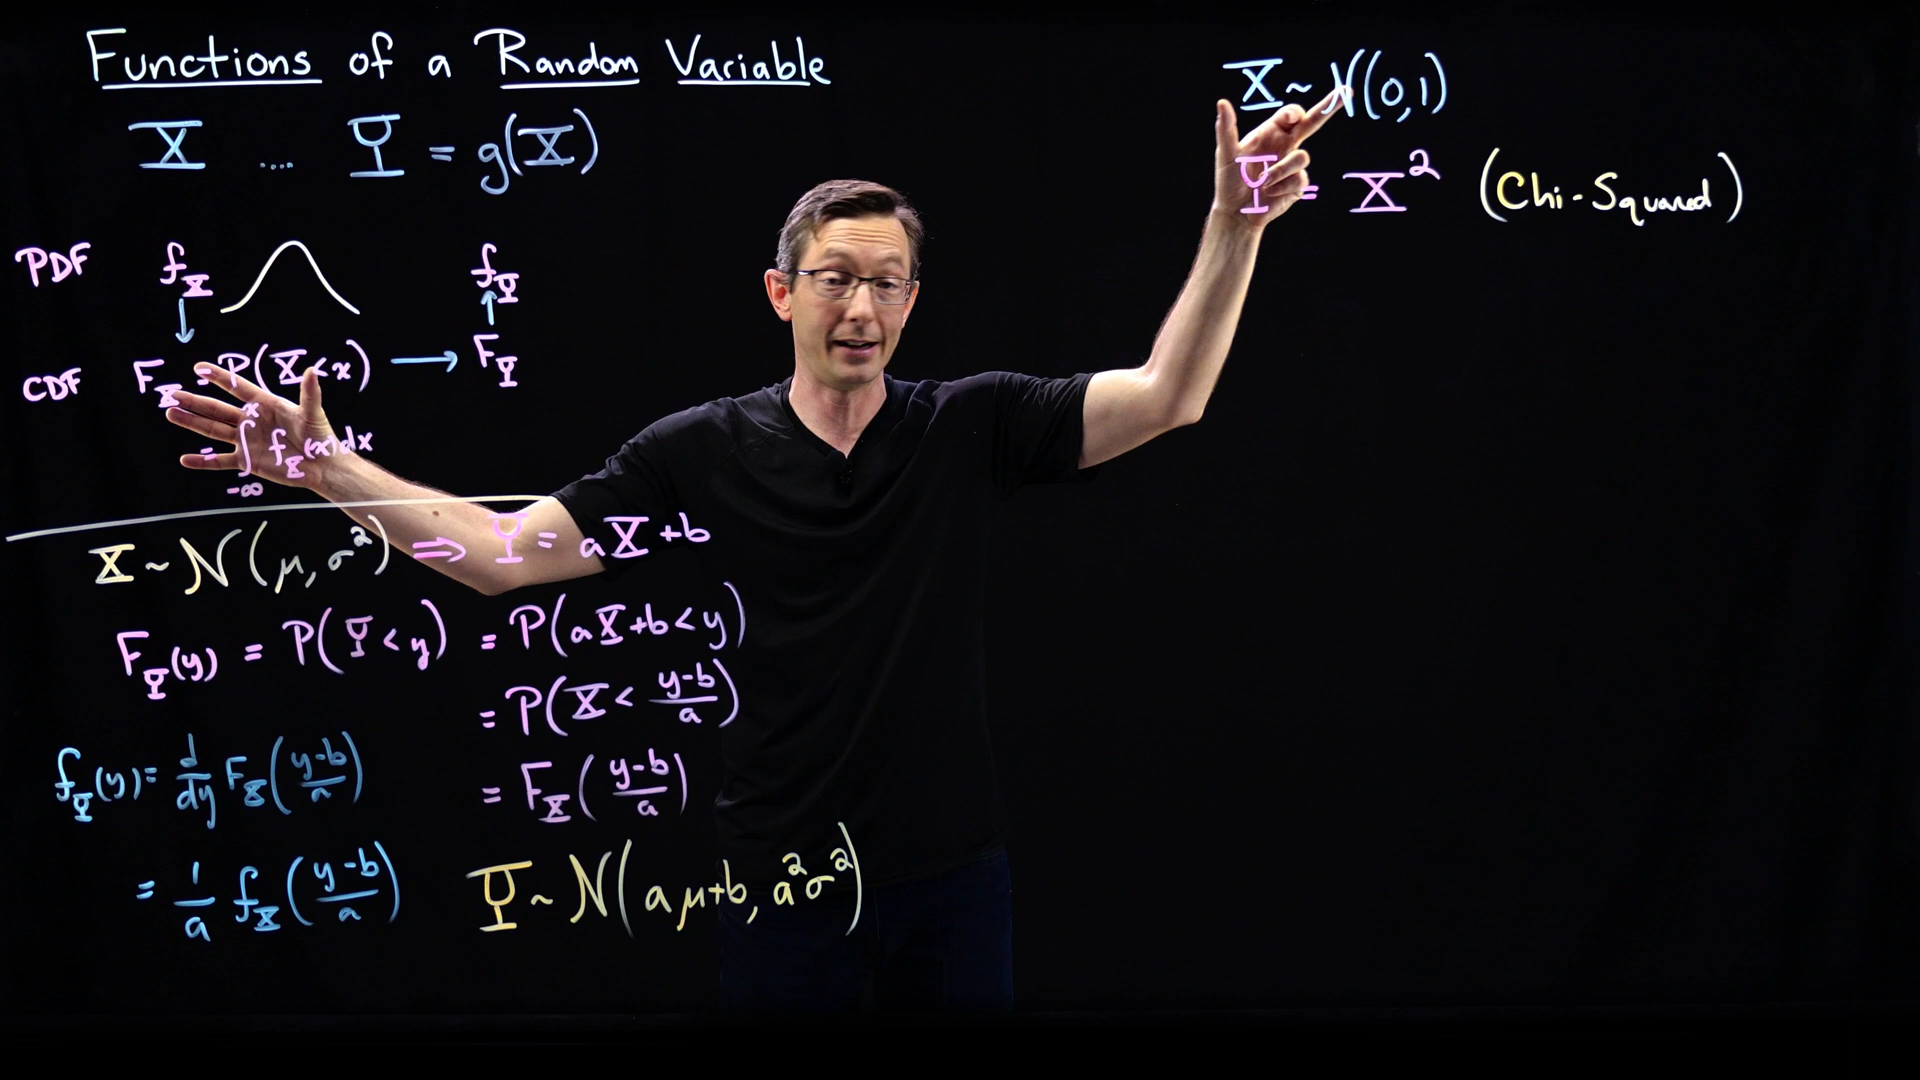 Functions of a Random Variable
X .... Y = g(X)
PDF f_X f_Y
↓ ↑
CDF F_X = P(X < x) → F_Y
= ∫_{-∞}^{x} f_X(x)dx
X ~ N(μ, σ²) ⇒ Y = aX + b
F_Y(y) = P(Y < y) = P(aX+b < y)
= P(X < (y-b)/a)
= F_X((y-b)/a)
f_Y(y) = d/dy F_X((y-b)/a)
= 1/a f_X((y-b)/a)
Y ~ N(aμ+b, a²σ²)
X ~ N(0,1)
Y = X² (Chi-Squared)